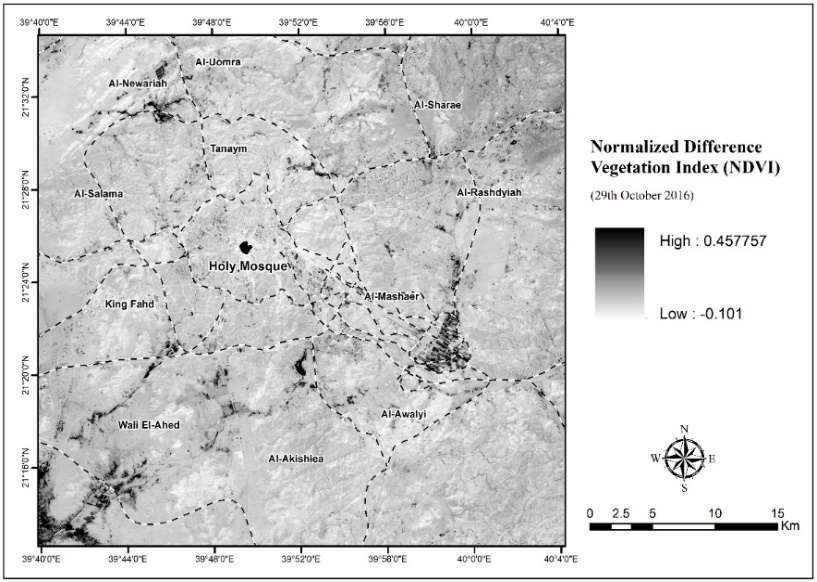 39°40'0"E 39°44'0"E 39°48'0"E 39°52'0"E 39°56'0"E 40°0'0"E 40°4'0"E
Al-Uomra
Al-Newariah
21°32'0"N
Al-Sharae
Tanaym
21°28'0"N
Al-Salama
Al-Rashdyiah
Holy Mosque
21°24'0"N
Al-Mashaer
King Fahd
21°20'0"N
Al-Awalyi
Wali El-Ahed
Al-Akishiea
21°16'0"N
39°40'0"E 39°44'0"E 39°48'0"E 39°52'0"E 39°56'0"E 40°0'0"E 40°4'0"E
Normalized Difference
Vegetation Index (NDVI)
(29th October 2016)
High : 0.457757
Low : -0.101
N
W E
S
0 2.5 5 10 15
Km